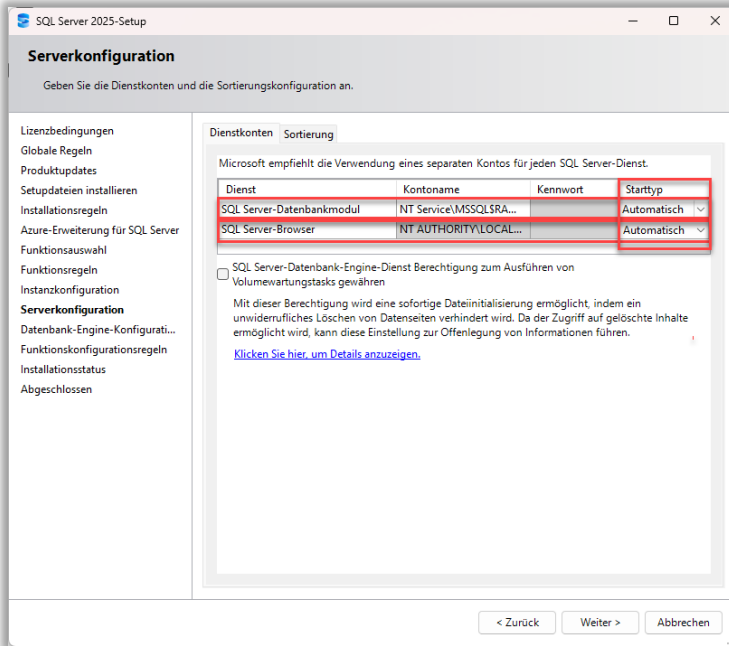 SQL Server 2025-Setup
Serverkonfiguration
Geben Sie die Dienstkonten und die Sortierungskonfiguration an.
Lizenzbedingungen
Globale Regeln
Produktupdates
Setupdateien installieren
Installationsregeln
Azure-Erweiterung für SQL Server
Funktionsauswahl
Funktionsregeln
Instanzkonfiguration
Serverkonfiguration
Datenbank-Engine-Konfigurati...
Funktionskonfigurationsregeln
Installationsstatus
Abgeschlossen
Dienstkonten Sortierung
Microsoft empfiehlt die Verwendung eines separaten Kontos für jeden SQL Server-Dienst.
Dienst Kontoname Kennwort Starttyp
SQL Server-Datenbankmodul NT Service\MSSQL$RA... Automatisch
SQL Server-Browser NT AUTHORITY\LOCAL... Automatisch
SQL Server-Datenbank-Engine-Dienst Berechtigung zum Ausführen von
Volumewartungstasks gewähren
Mit dieser Berechtigung wird eine sofortige Dateiinitialisierung ermöglicht, indem ein
unwiderrufliches Löschen von Datenseiten verhindert wird. Da der Zugriff auf gelöschte Inhalte
ermöglicht wird, kann diese Einstellung zur Offenlegung von Informationen führen.
Klicken Sie hier, um Details anzuzeigen.
< Zurück Weiter > Abbrechen